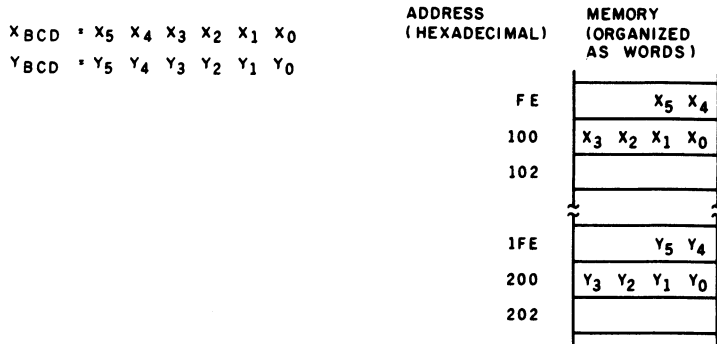 X BCD = X5 X4 X3 X2 X1 X0
Y BCD = Y5 Y4 Y3 Y2 Y1 Y0
ADDRESS
(HEXADECIMAL)
MEMORY
(ORGANIZED
AS WORDS)
FE X5 X4
100 X3 X2 X1 X0
102
1FE Y5 Y4
200 Y3 Y2 Y1 Y0
202